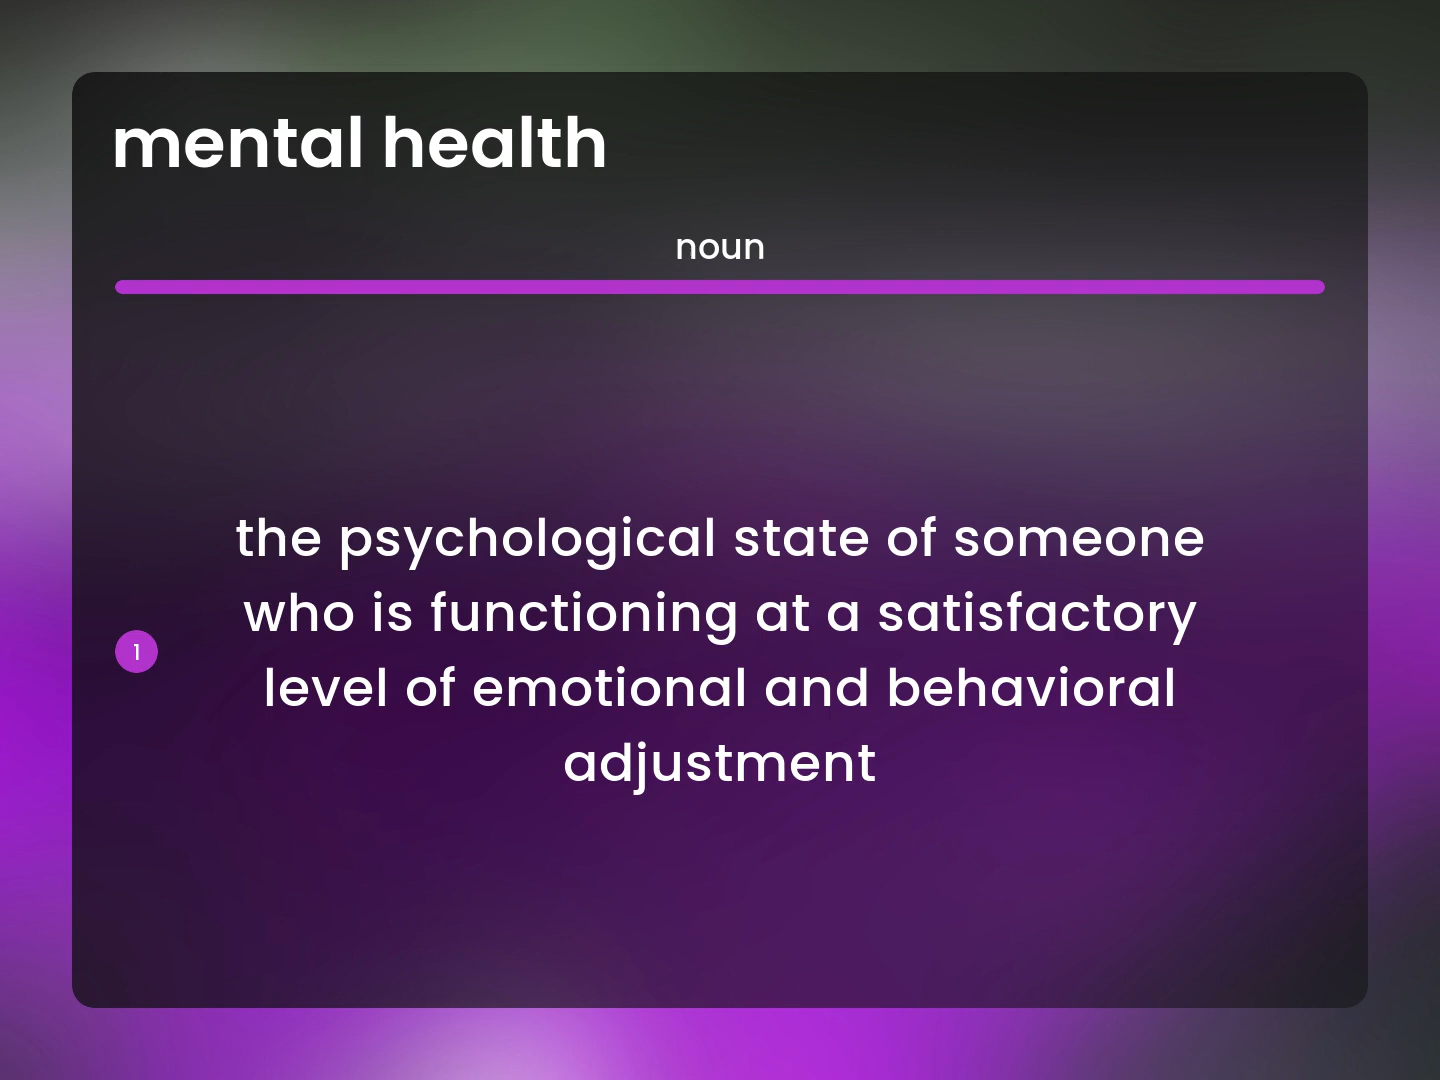 mental health
noun
1
the psychological state of someone
who is functioning at a satisfactory
level of emotional and behavioral
adjustment